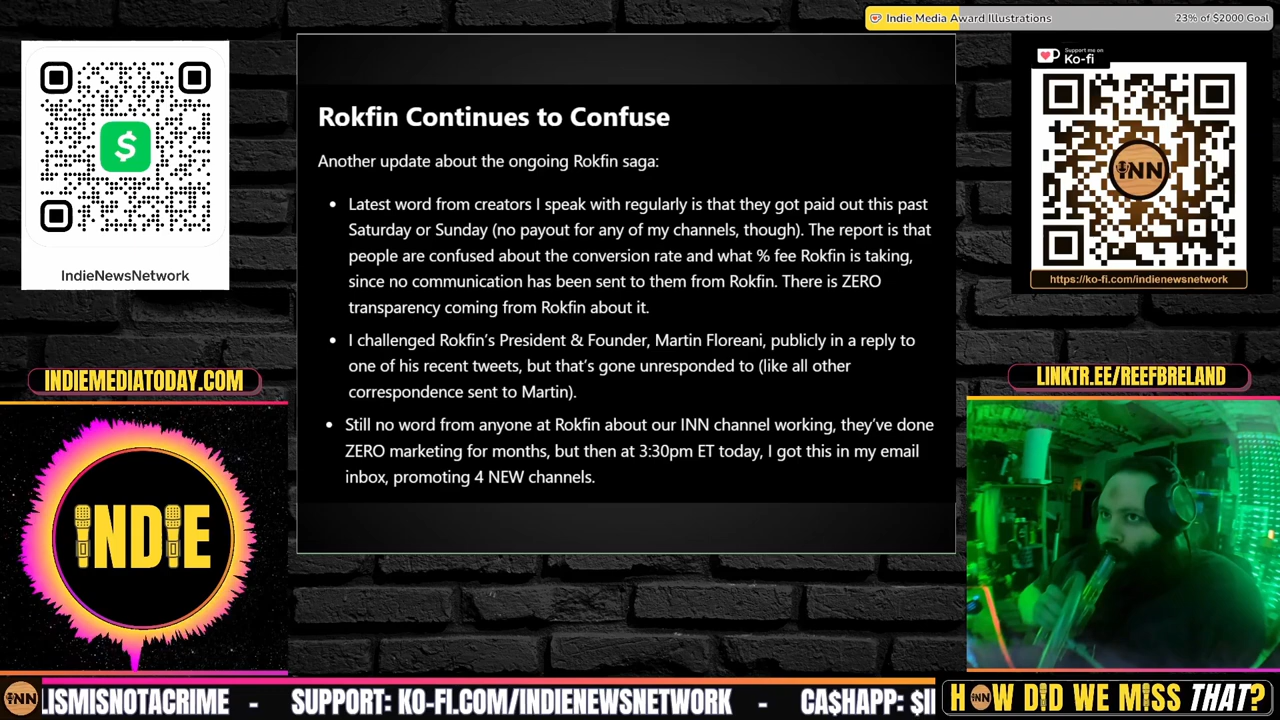 Indie Media Award Illustrations
23% of $2000 Goal
IndieNewsNetwork
Rokfin Continues to Confuse
Another update about the ongoing Rokfin saga:
• Latest word from creators I speak with regularly is that they got paid out this past
Saturday or Sunday (no payout for any of my channels, though). The report is that
people are confused about the conversion rate and what % fee Rokfin is taking,
since no communication has been sent to them from Rokfin. There is ZERO
transparency coming from Rokfin about it.
• I challenged Rokfin's President & Founder, Martin Floreani, publicly in a reply to
one of his recent tweets, but that's gone unresponded to (like all other
correspondence sent to Martin).
• Still no word from anyone at Rokfin about our INN channel working, they've done
ZERO marketing for months, but then at 3:30pm ET today, I got this in my email
inbox, promoting 4 NEW channels.
Support me on
Ko-fi
INN
https://ko-fi.com/indienewsnetwork
INDIEMEDIATODAY.COM
LINKTR.EE/REEFBRELAND
INDIE
INN
LISMISNOTACRIME - SUPPORT: KO-FI.COM/INDIENEWSNETWORK - CA$HAPP: $I
HOW DID WE MISS THAT?
INN